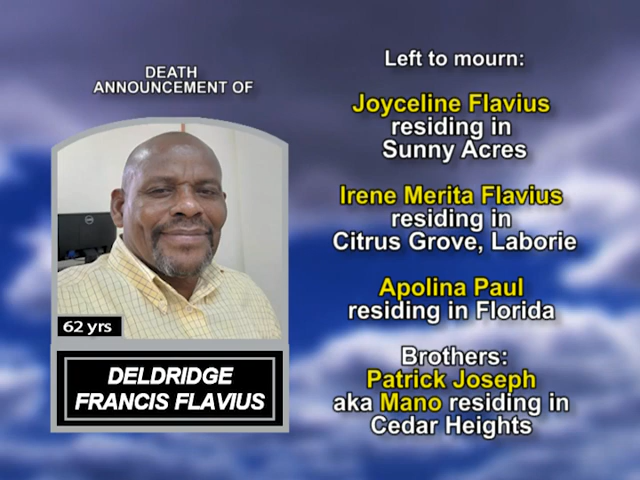 DEATH
ANNOUNCEMENT OF
62 yrs
DELDRIDGE
FRANCIS FLAVIUS
Left to mourn:
Joyceline Flavius
residing in
Sunny Acres
Irene Merita Flavius
residing in
Citrus Grove, Laborie
Apolina Paul
residing in Florida
Brothers:
Patrick Joseph
aka Mano residing in
Cedar Heights